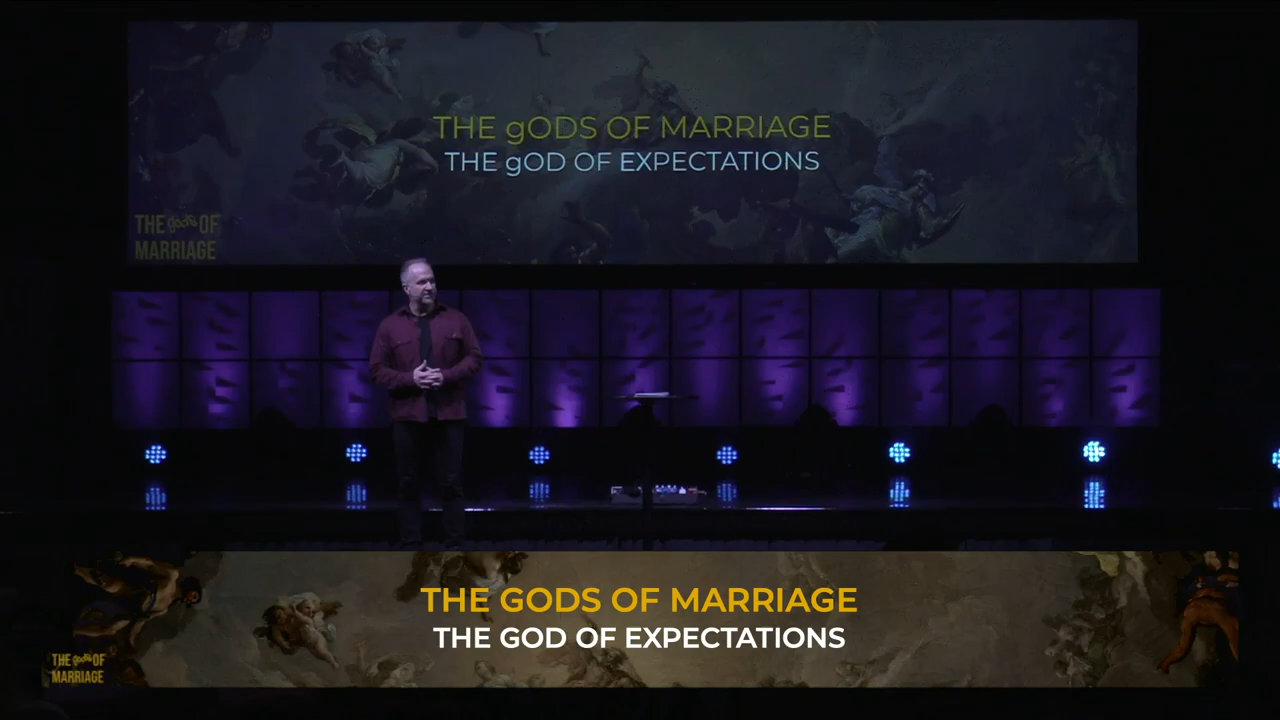 THE gODS OF MARRIAGE
THE gOD OF EXPECTATIONS
THE gods OF
MARRIAGE
THE GODS OF MARRIAGE
THE GOD OF EXPECTATIONS
THE gods OF
MARRIAGE